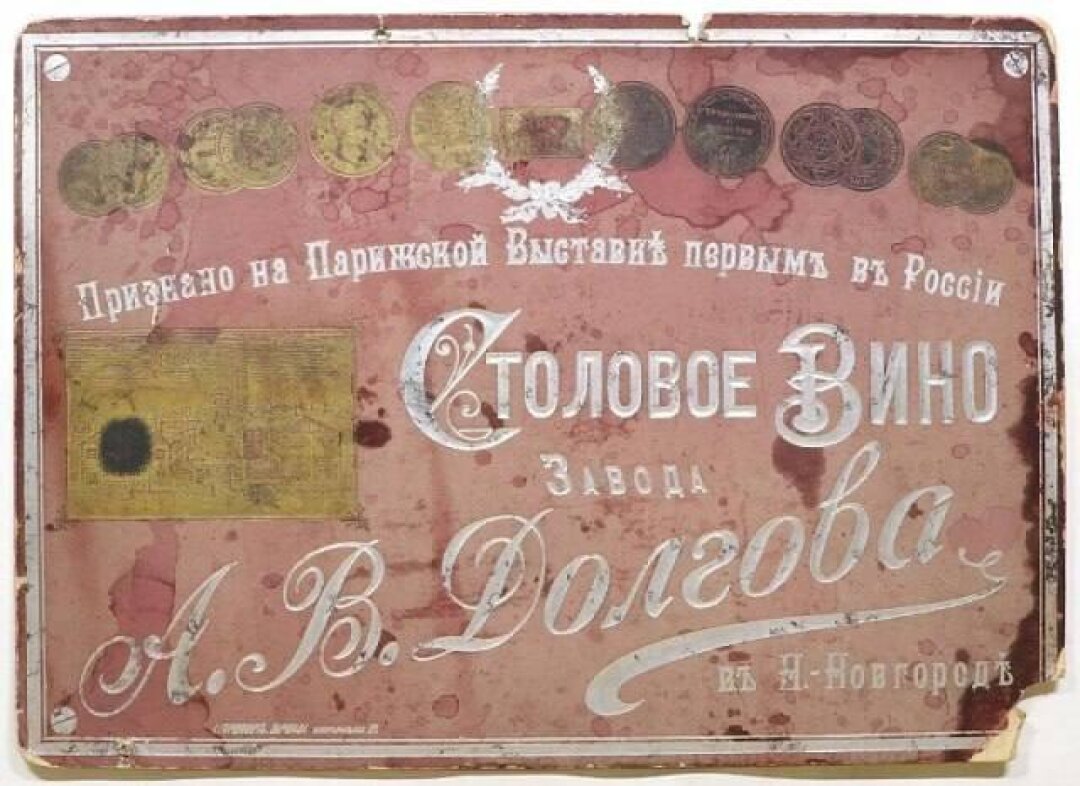 Признано на Парижской Выставкѣ первымъ въ Россіи
Столовое Вино
Завода
А. В. Долгова
въ Н.-Новгородѣ